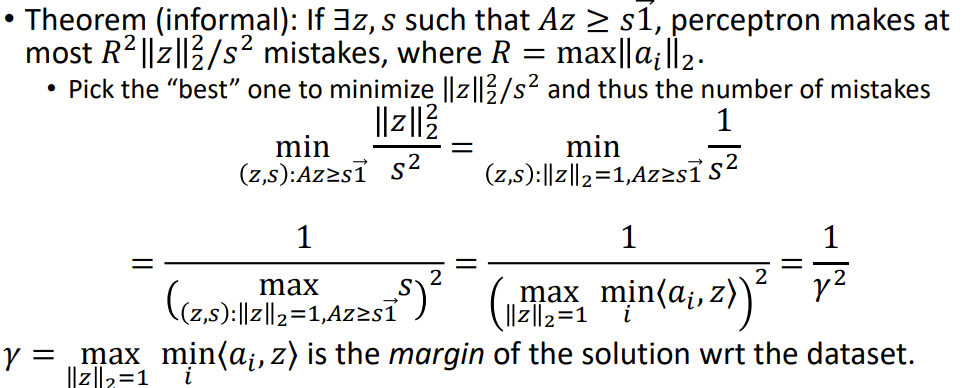 • Theorem (informal): If ∃z, s such that Az ≥ s1⃗, perceptron makes at
most R²‖z‖₂²/s² mistakes, where R = max‖aᵢ‖₂.
• Pick the “best” one to minimize ‖z‖₂²/s² and thus the number of mistakes
min_{(z,s):Az≥s1⃗} ‖z‖₂²/s² = min_{(z,s):‖z‖₂=1,Az≥s1⃗} 1/s²
= 1/(max_{(z,s):‖z‖₂=1,Az≥s1⃗} s)² = 1/(max_{‖z‖₂=1} min_i⟨aᵢ, z⟩)² = 1/γ²
γ = max_{‖z‖₂=1} min_i⟨aᵢ, z⟩ is the margin of the solution wrt the dataset.